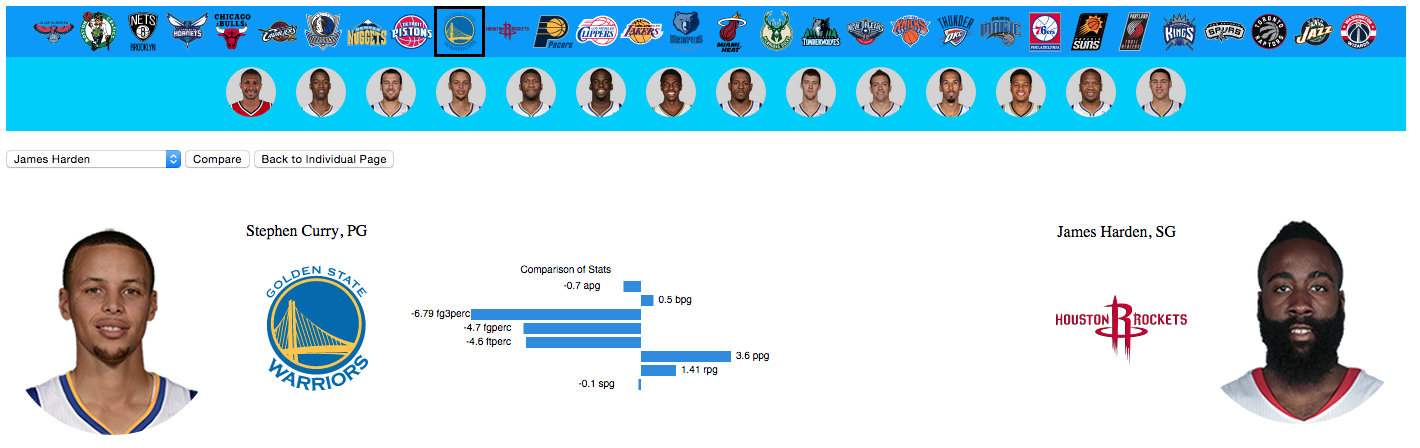 NETS
BROOKLYN
HORNETS
CHICAGO
BULLS
CAVALIERS
NUGGETS
DETROIT
PISTONS
Pacers
CLIPPERS
LAKERS
MEMPHIS
MIAMI
HEAT
TIMBERWOLVES
THUNDER
MAGIC
76ers
PHILADELPHIA
SUNS
KINGS
SPURS
TORONTO
RAPTORS
JAZZ
WIZARDS
James Harden
Compare
Back to Individual Page
Stephen Curry, PG
GOLDEN STATE
WARRIORS
James Harden, SG
HOUSTON ROCKETS
Comparison of Stats
-0.7 apg
0.5 bpg
-6.79 fg3perc
-4.7 fgperc
-4.6 ftperc
3.6 ppg
1.41 rpg
-0.1 spg